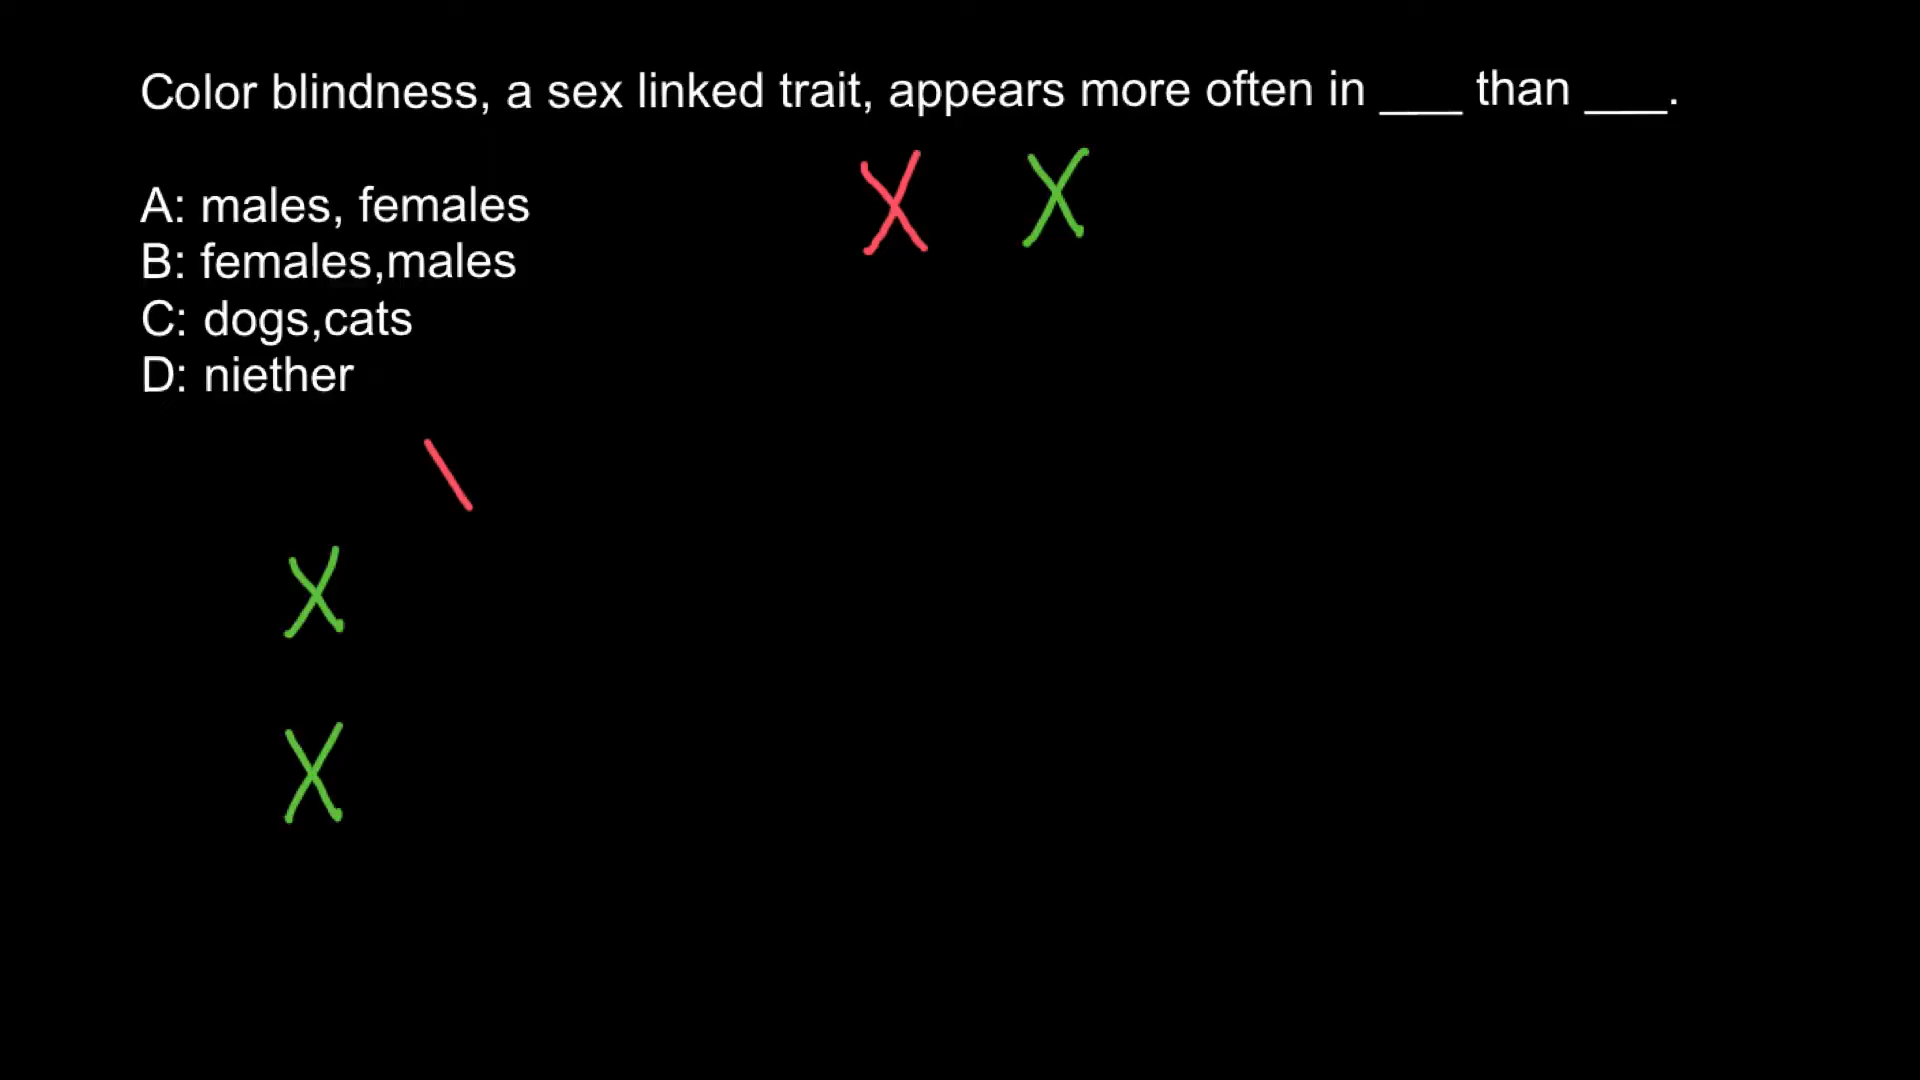 Color blindness, a sex linked trait, appears more often in ___ than ___.
A: males, females
X X
B: females,males
C: dogs,cats
D: niether
\
X
X